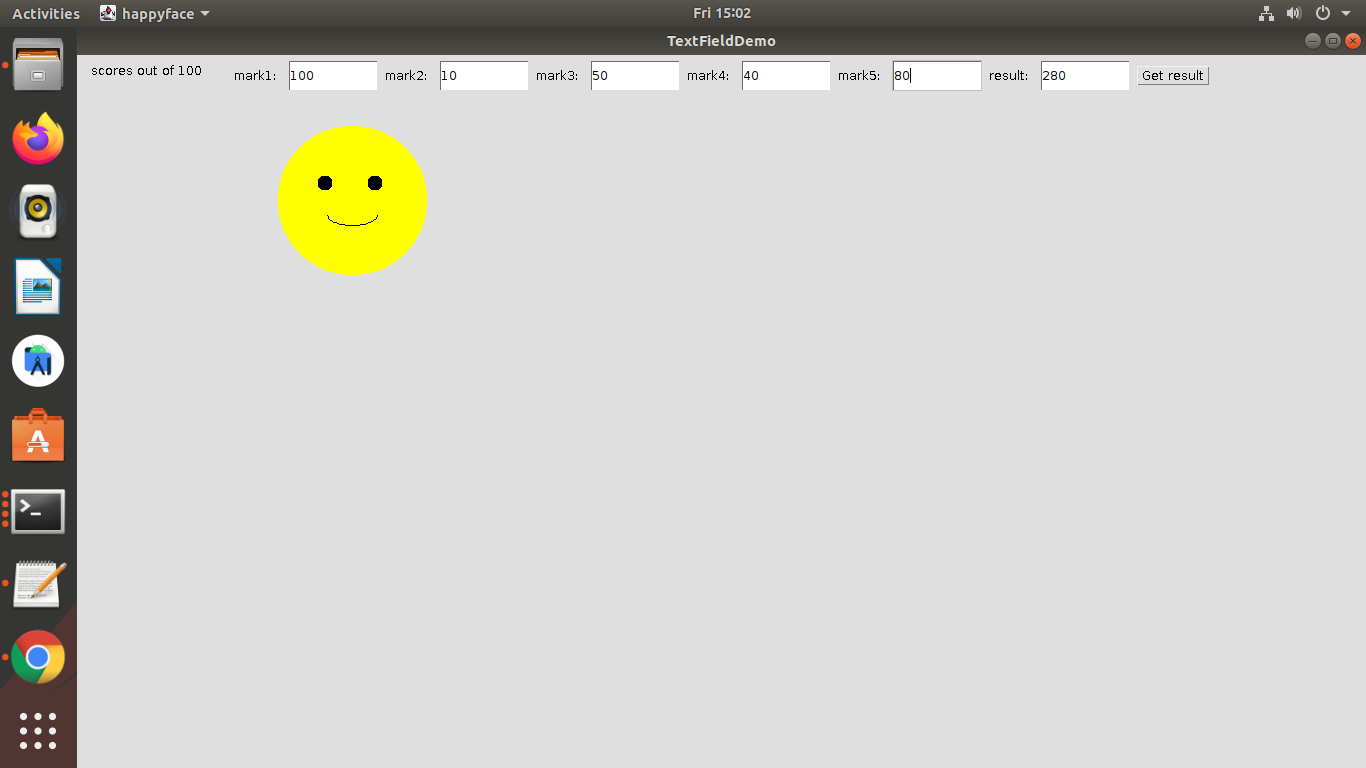 Activities happyface Fri 15:02
TextFieldDemo
scores out of 100 mark1: 100 mark2: 10 mark3: 50 mark4: 40 mark5: 80 result: 280 Get result